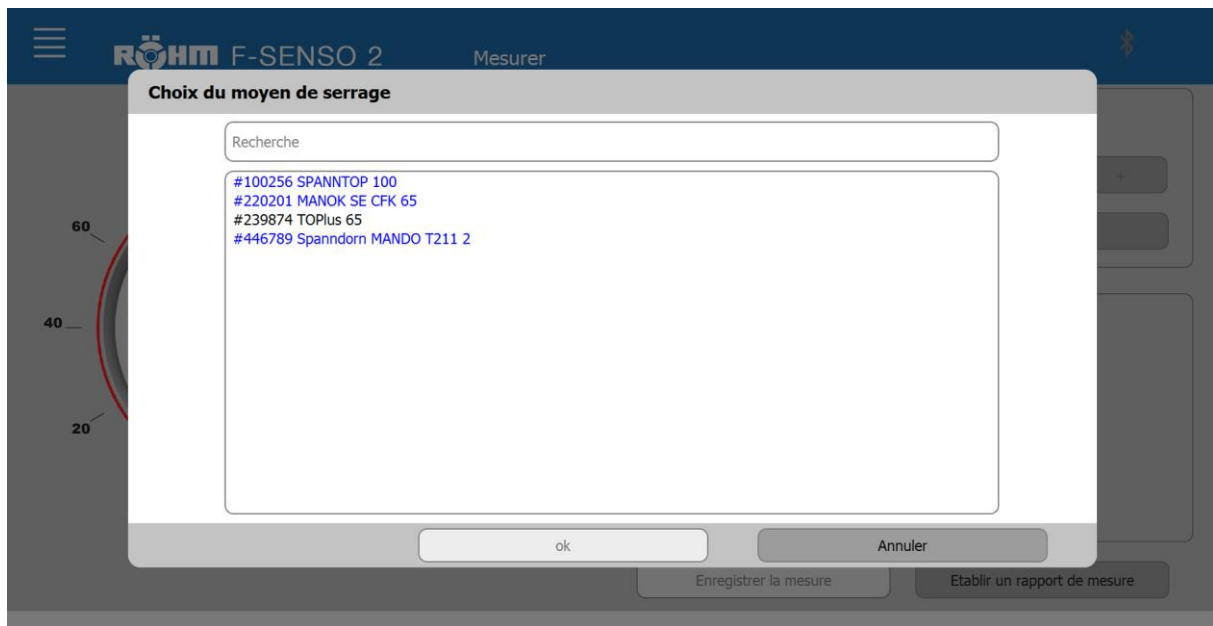 RÖHM F-SENSO 2 Mesurer
Choix du moyen de serrage
Recherche
#100256 SPANNTOP 100
#220201 MANOK SE CFK 65
#239874 TOPlus 65
#446789 Spanndorn MANDO T211 2
+
60
40
20
ok Annuler
Enregistrer la mesure Etablir un rapport de mesure